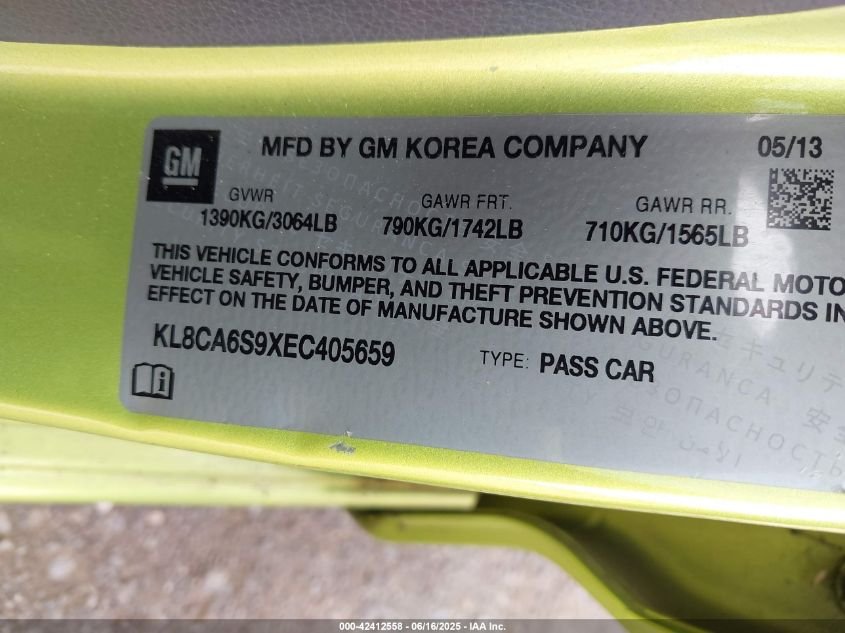 GM
MFD BY GM KOREA COMPANY 05/13
GVWR GAWR FRT. GAWR RR.
1390KG/3064LB 790KG/1742LB 710KG/1565LB
THIS VEHICLE CONFORMS TO ALL APPLICABLE U.S. FEDERAL MOTO
VEHICLE SAFETY, BUMPER, AND THEFT PREVENTION STANDARDS IN
EFFECT ON THE DATE OF MANUFACTURE SHOWN ABOVE.
KL8CA6S9XEC405659 TYPE: PASS CAR
000-42412558 - 06/16/2025 - IAA Inc.